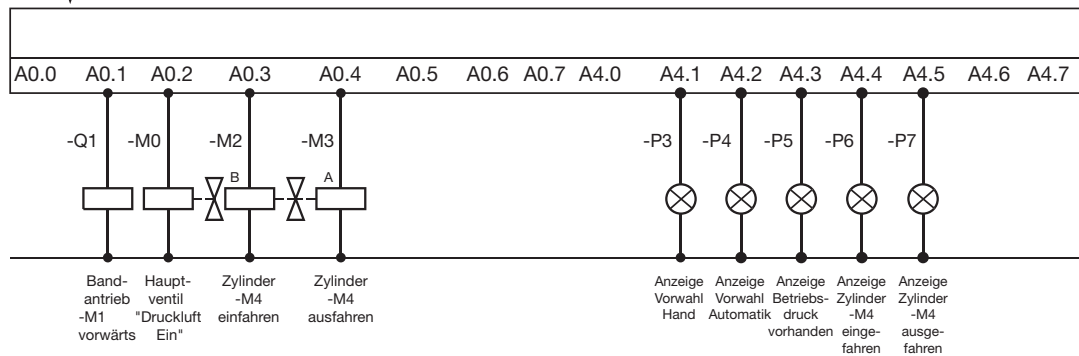 A0.0 A0.1 A0.2 A0.3 A0.4 A0.5 A0.6 A0.7 A4.0 A4.1 A4.2 A4.3 A4.4 A4.5 A4.6 A4.7
-Q1 -M0 -M2 -M3 -P3 -P4 -P5 -P6 -P7
B A
Band-
antrieb
-M1
vorwärts
Haupt-
ventil
"Druckluft
Ein"
Zylinder
-M4
einfahren
Zylinder
-M4
ausfahren
Anzeige
Vorwahl
Hand
Anzeige
Vorwahl
Automatik
Anzeige
Betriebs-
druck
vorhanden
Anzeige
Zylinder
-M4
einge-
fahren
Anzeige
Zylinder
-M4
ausge-
fahren